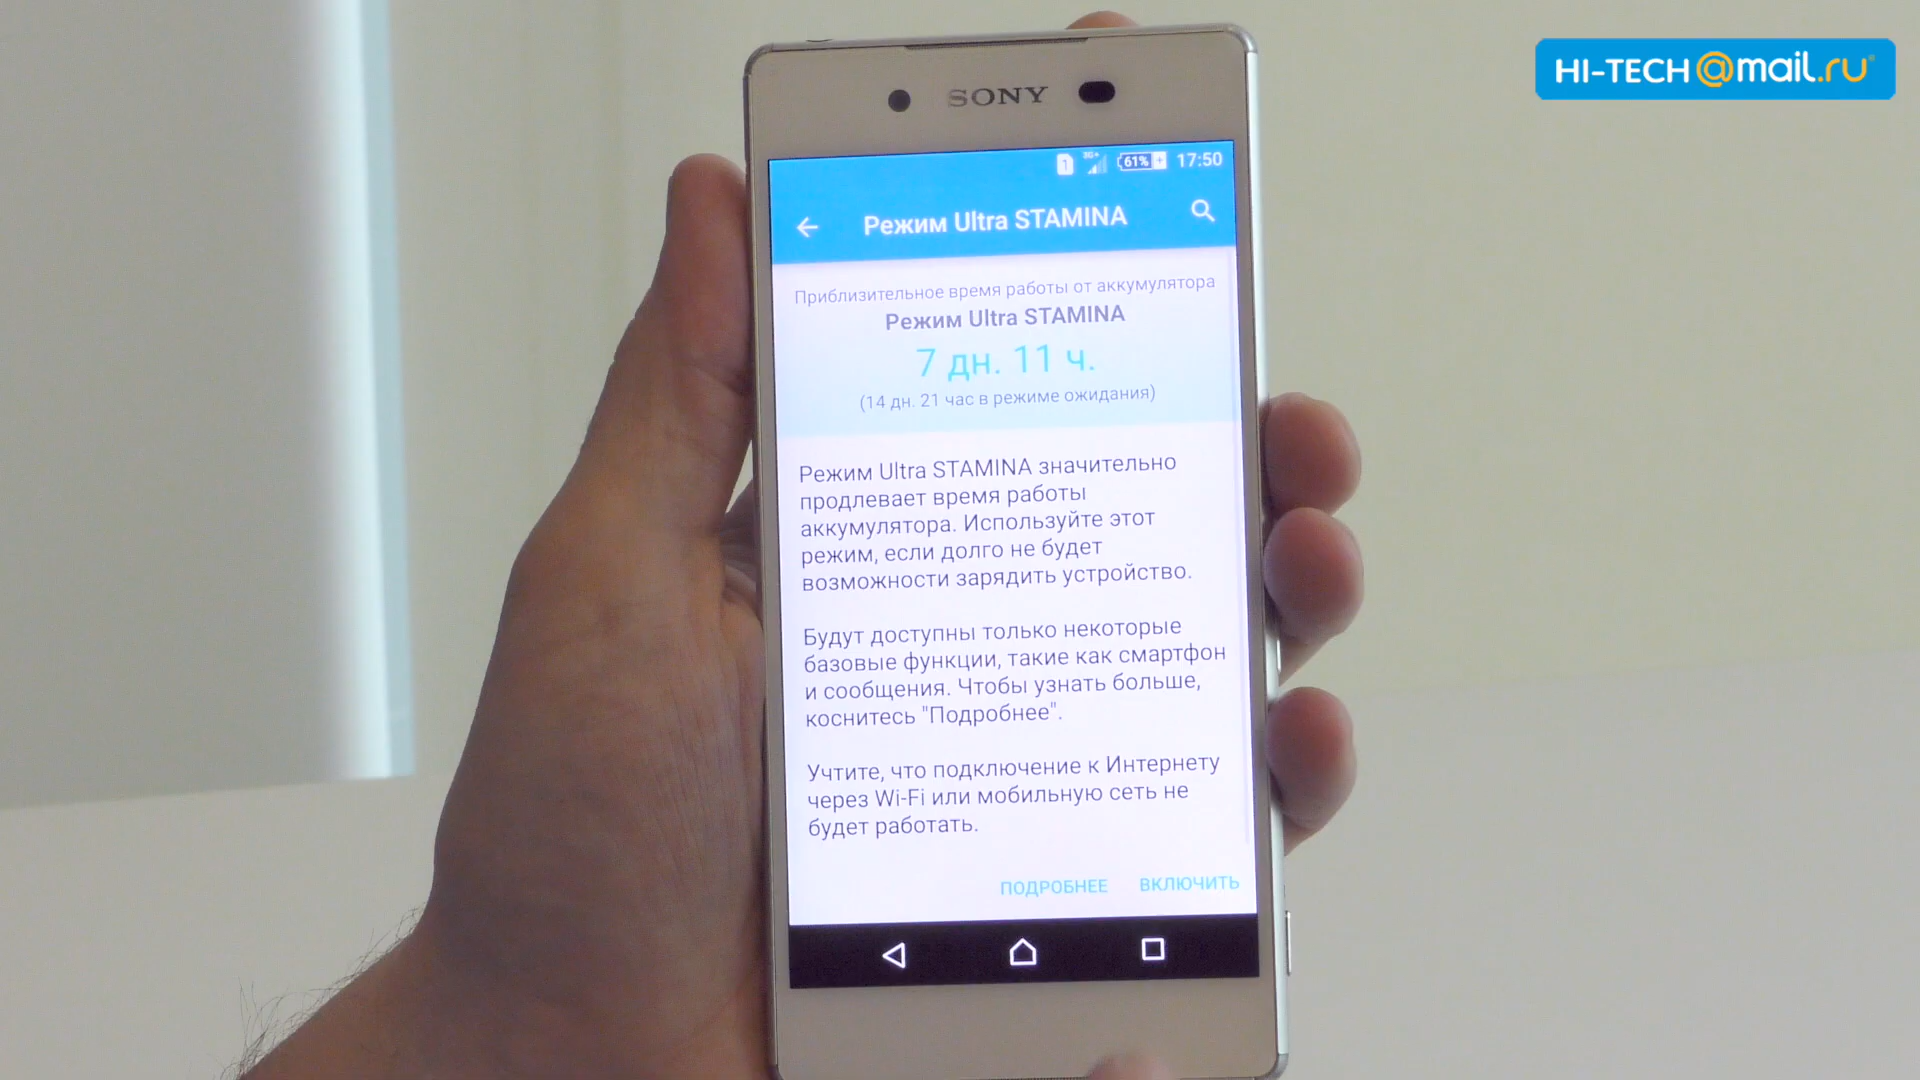 HI-TECH@mail.ru
SONY
1 3G+ 61% 17:50
Режим Ultra STAMINA
Приблизительное время работы от аккумулятора
Режим Ultra STAMINA
7 дн. 11 ч.
(14 дн. 21 час в режиме ожидания)
Режим Ultra STAMINA значительно
продлевает время работы
аккумулятора. Используйте этот
режим, если долго не будет
возможности зарядить устройство.
Будут доступны только некоторые
базовые функции, такие как смартфон
и сообщения. Чтобы узнать больше,
коснитесь "Подробнее".
Учтите, что подключение к Интернету
через Wi-Fi или мобильную сеть не
будет работать.
ПОДРОБНЕЕ ВКЛЮЧИТЬ